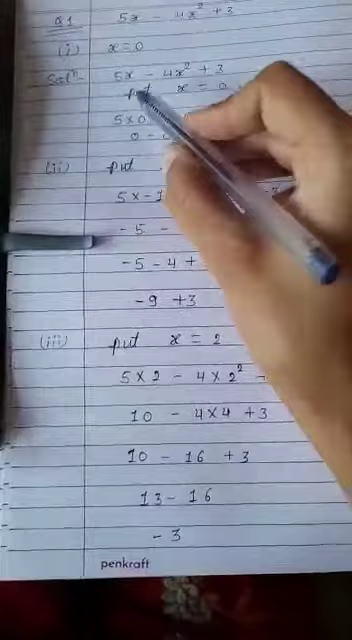 Q1 5x - 4x² + 3
(i) x = 0
Solⁿ 5x - 4x² + 3
put x = 0
5 × 0
0 -
(ii) put
5 × -1
-5 -
-5 - 4 +
-9 + 3
(iii) put x = 2
5 × 2 - 4 × 2² -
10 - 4 × 4 + 3
10 - 16 + 3
13 - 16
-3
penkraft